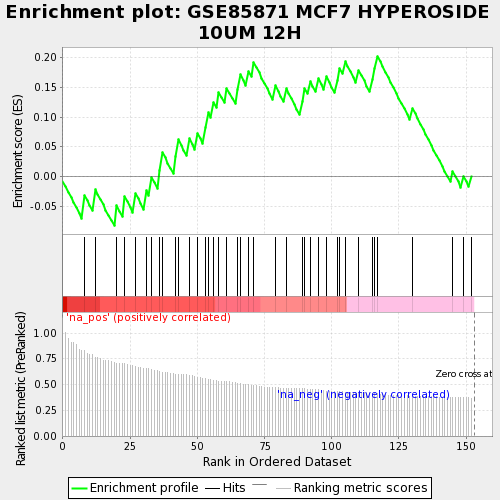 Enrichment plot: GSE85871 MCF7 HYPEROSIDE
10UM 12H
Enrichment score (ES)
0.20
0.15
0.10
0.05
0.00
-0.05
'na_pos' (positively correlated)
Ranked list metric (PreRanked)
1.00
0.75
0.50
0.25
0.00
Zero cross at
'na_neg' (negatively correlated)
0 25 50 75 100 125 150
Rank in Ordered Dataset
Enrichment profile Hits Ranking metric scores